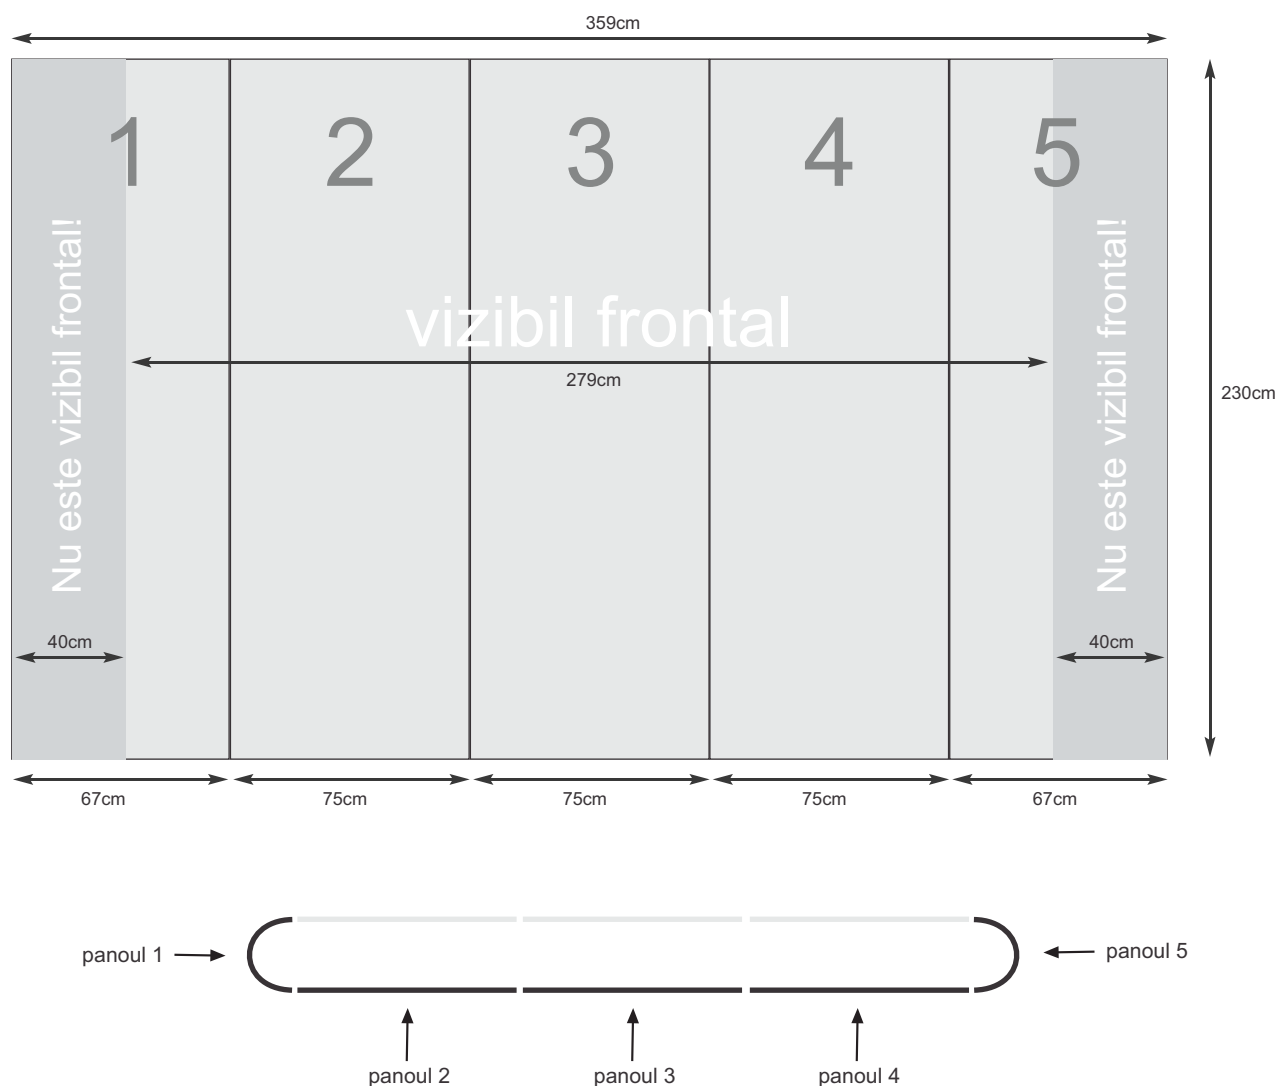 359cm
1
2
3
4
5
Nu este vizibil frontal!
vizibil frontal
Nu este vizibil frontal!
279cm
230cm
40cm
40cm
67cm
75cm
75cm
75cm
67cm
panoul 1
panoul 5
panoul 2
panoul 3
panoul 4